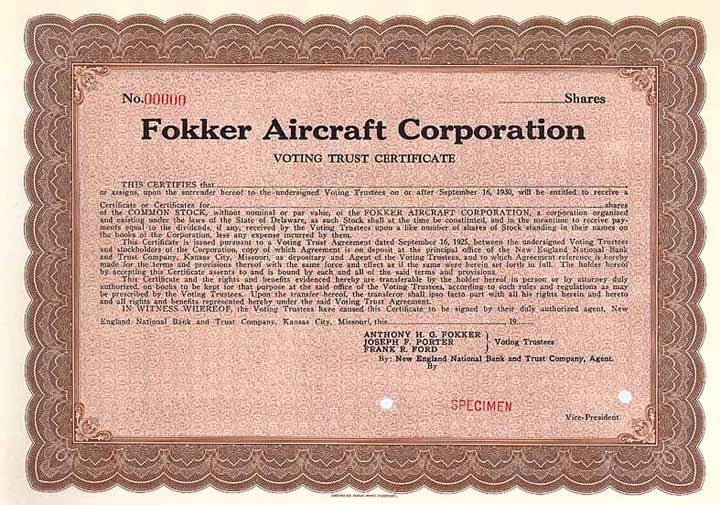 No. 00000 Shares
Fokker Aircraft Corporation
VOTING TRUST CERTIFICATE
THIS CERTIFIES that
or assigns, upon the surrender hereof to the undersigned Voting Trustees on or after September 16, 1930, will be entitled to receive a
Certificate or Certificates for shares
of the COMMON STOCK, without nominal or par value, of the FOKKER AIRCRAFT CORPORATION, a corporation organized
and existing under the laws of the State of Delaware, as such Stock shall at the time be constituted, and in the meantime to receive pay-
ments equal to the dividends, if any, received by the Voting Trustees upon a like number of shares of Stock standing in their names on
the books of the Corporation, less any expense incurred by them.
This Certificate is issued pursuant to a Voting Trust Agreement dated September 16, 1925, between the undersigned Voting Trustees
and stockholders of the Corporation, copy of which Agreement is on deposit at the principal office of the New England National Bank
and Trust Company, Kansas City, Missouri, as depositary and Agent of the Voting Trustees, and to which Agreement reference is hereby
made for the terms and provisions thereof with the same force and effect as if the same were herein set forth in full. The holder hereof
by accepting this Certificate assents to and is bound by each and all of the said terms and provisions.
This Certificate and the rights and benefits evidenced hereby are transferable by the holder hereof in person or by attorney duly
authorized, on books to be kept for that purpose at the said office of the Voting Trustees, according to such rules and regulations as may
be prescribed by the Voting Trustees. Upon the transfer hereof, the transferor shall ipso facto part with all his rights herein and hereto
and all rights and benefits represented hereby under the said Voting Trust Agreement.
IN WITNESS WHEREOF, the Voting Trustees have caused this Certificate to be signed by their duly authorized agent, New
England National Bank and Trust Company, Kansas City, Missouri, this 19
ANTHONY H. G. FOKKER
JOSEPH F. PORTER Voting Trustees
FRANK R. FORD
By: New England National Bank and Trust Company, Agent.
By
SPECIMEN
Vice-President.
AMERICAN BANK NOTE COMPANY.